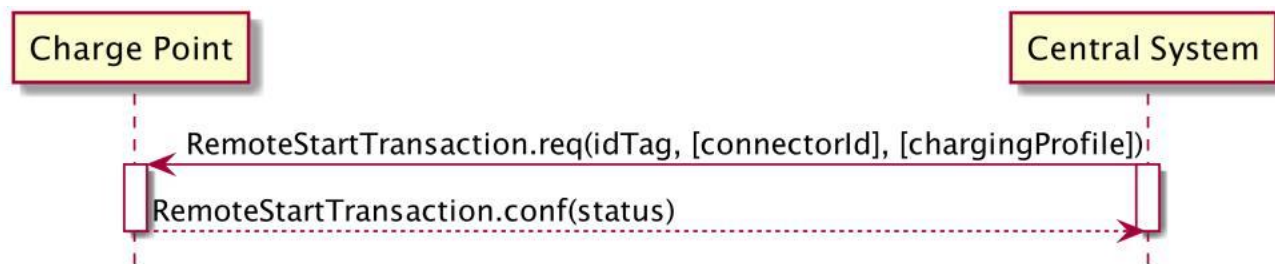 Charge Point
Central System
RemoteStartTransaction.req(idTag, [connectorId], [chargingProfile])
RemoteStartTransaction.conf(status)